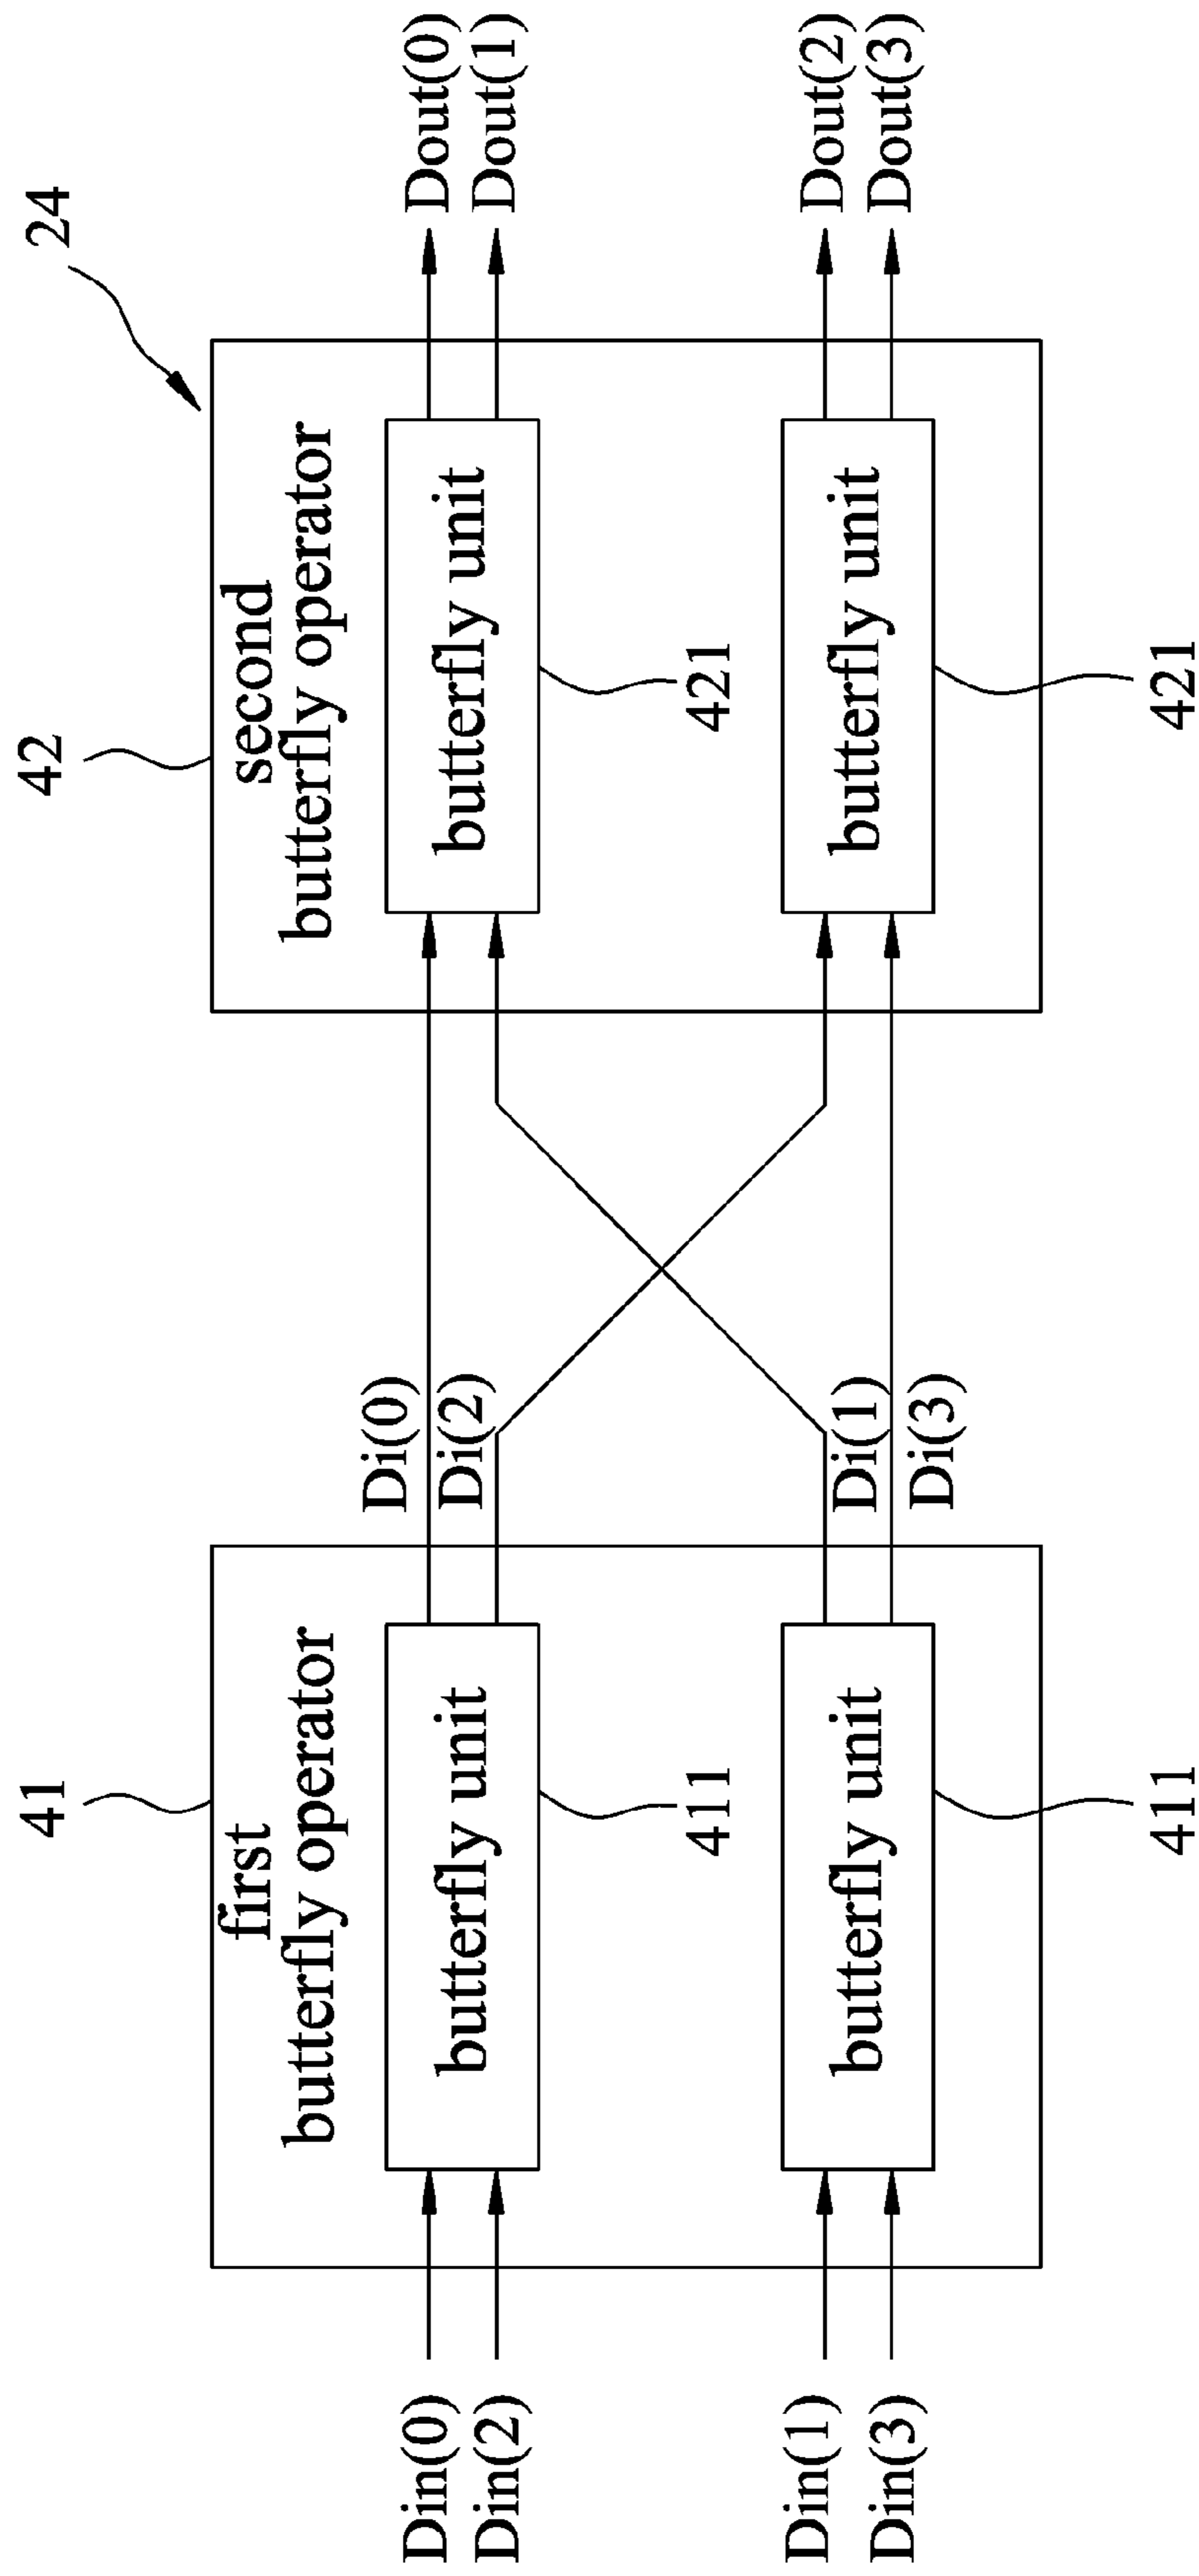 24
41
42
first
butterfly operator
second
butterfly operator
Din(0)
Din(2)
butterfly unit
411
Di(0)
Di(2)
butterfly unit
421
Dout(0)
Dout(1)
Din(1)
Din(3)
butterfly unit
411
Di(1)
Di(3)
butterfly unit
421
Dout(2)
Dout(3)